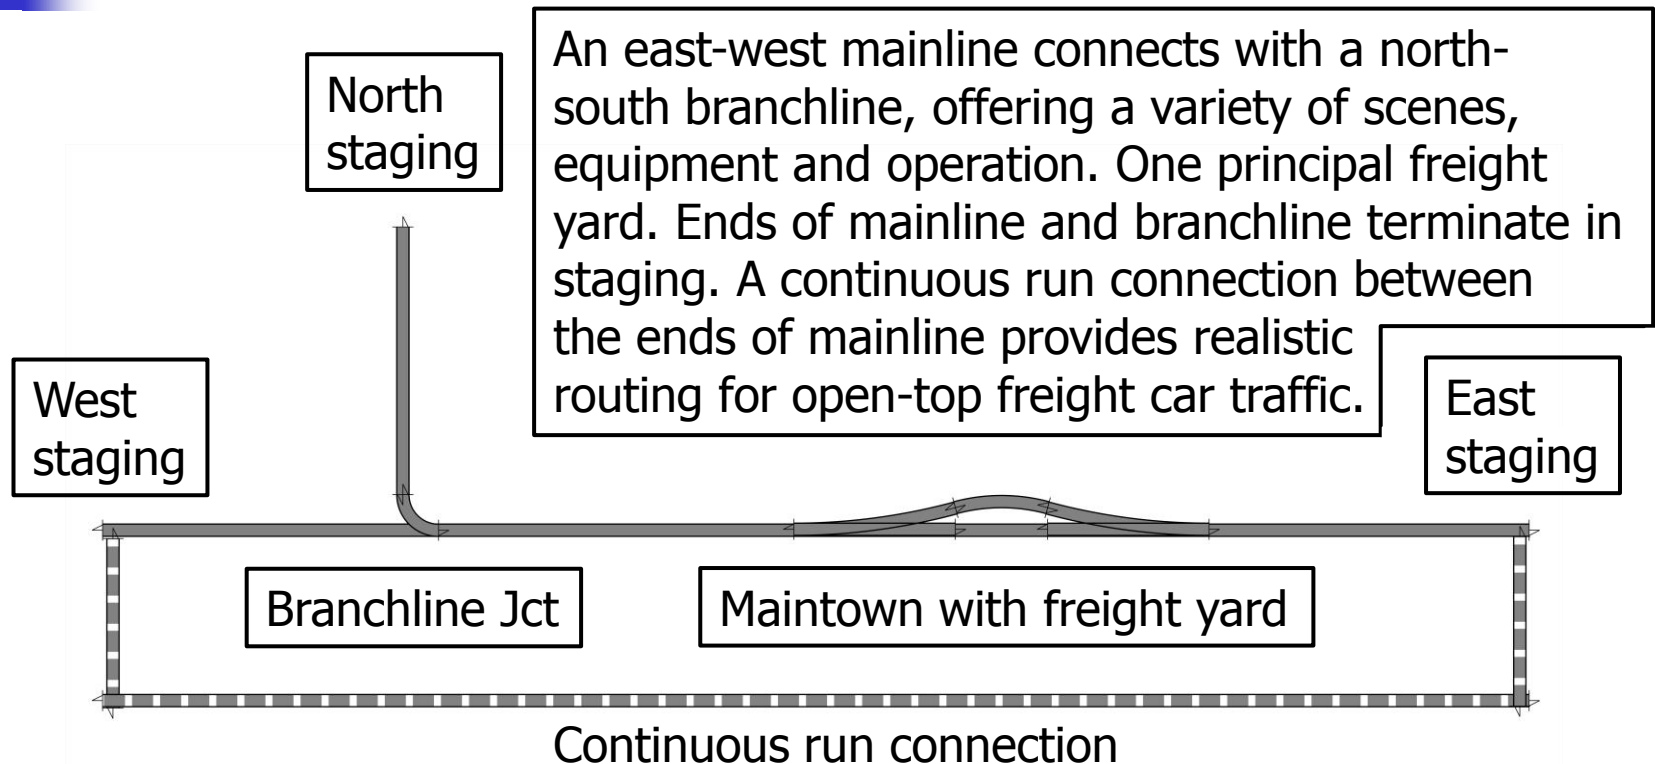 North
staging
An east-west mainline connects with a north-
south branchline, offering a variety of scenes,
equipment and operation. One principal freight
yard. Ends of mainline and branchline terminate in
staging. A continuous run connection between
the ends of mainline provides realistic
routing for open-top freight car traffic.
West
staging
East
staging
Branchline Jct
Maintown with freight yard
Continuous run connection